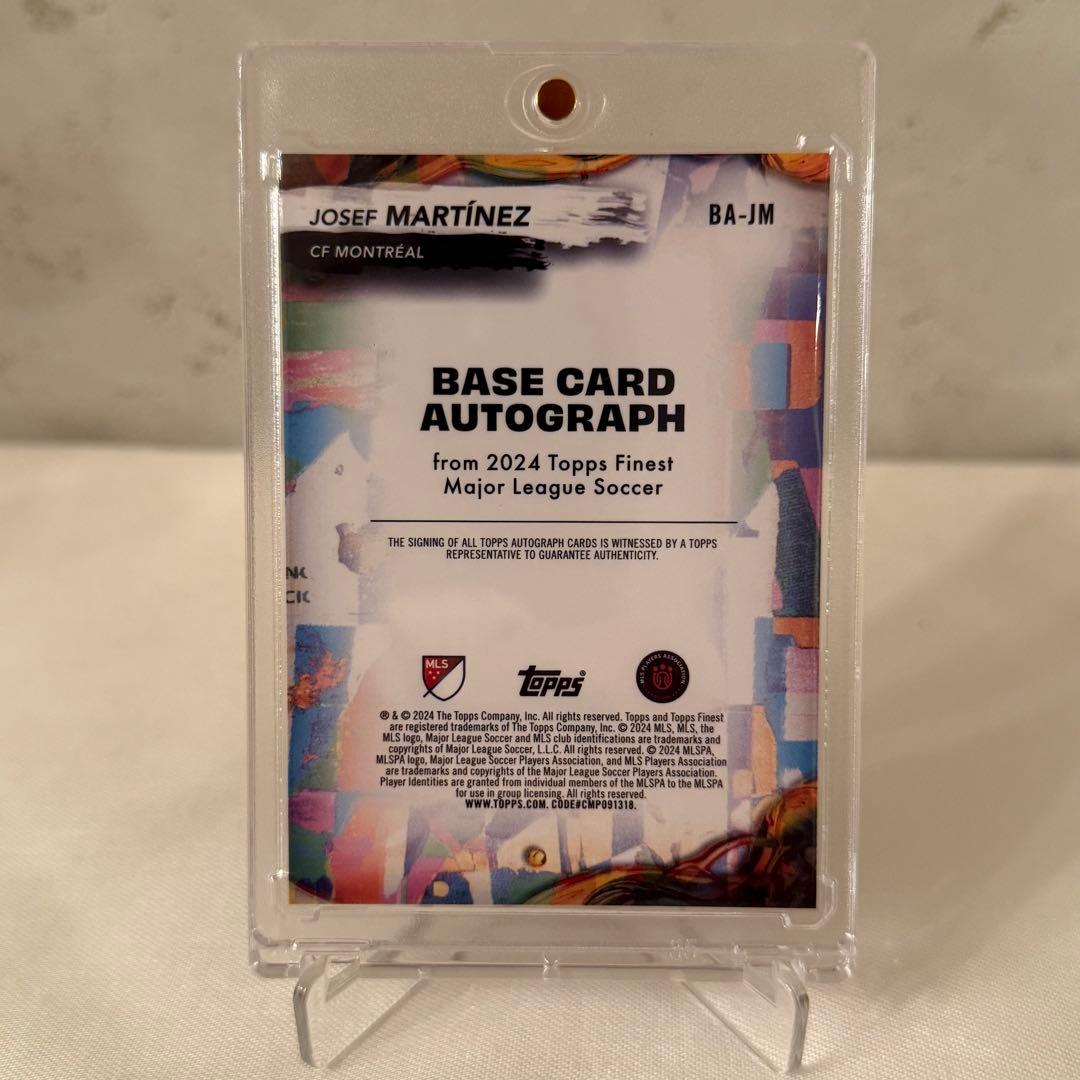 JOSEF MARTÍNEZ
BA-JM
CF MONTRÉAL
BASE CARD
AUTOGRAPH
from 2024 Topps Finest
Major League Soccer
THE SIGNING OF ALL TOPPS AUTOGRAPH CARDS IS WITNESSED BY A TOPPS
REPRESENTATIVE TO GUARANTEE AUTHENTICITY.
NK
CK
MLS
topps®
MLS PLAYERS ASSOCIATION
® & © 2024 The Topps Company, Inc. All rights reserved. Topps and Topps Finest
are registered trademarks of The Topps Company, Inc. © 2024 MLS, MLS, the
MLS logo, Major League Soccer and MLS club identifications are trademarks and
copyrights of Major League Soccer, L.L.C. All rights reserved. © 2024 MLSPA,
MLSPA logo, Major League Soccer Players Association, and MLS Players Association
are trademarks and copyrights of the Major League Soccer Players Association.
Player Identities are granted from individual members of the MLSPA to the MLSPA
for use in group licensing. All rights reserved.
WWW.TOPPS.COM. CODE#CMP091318.